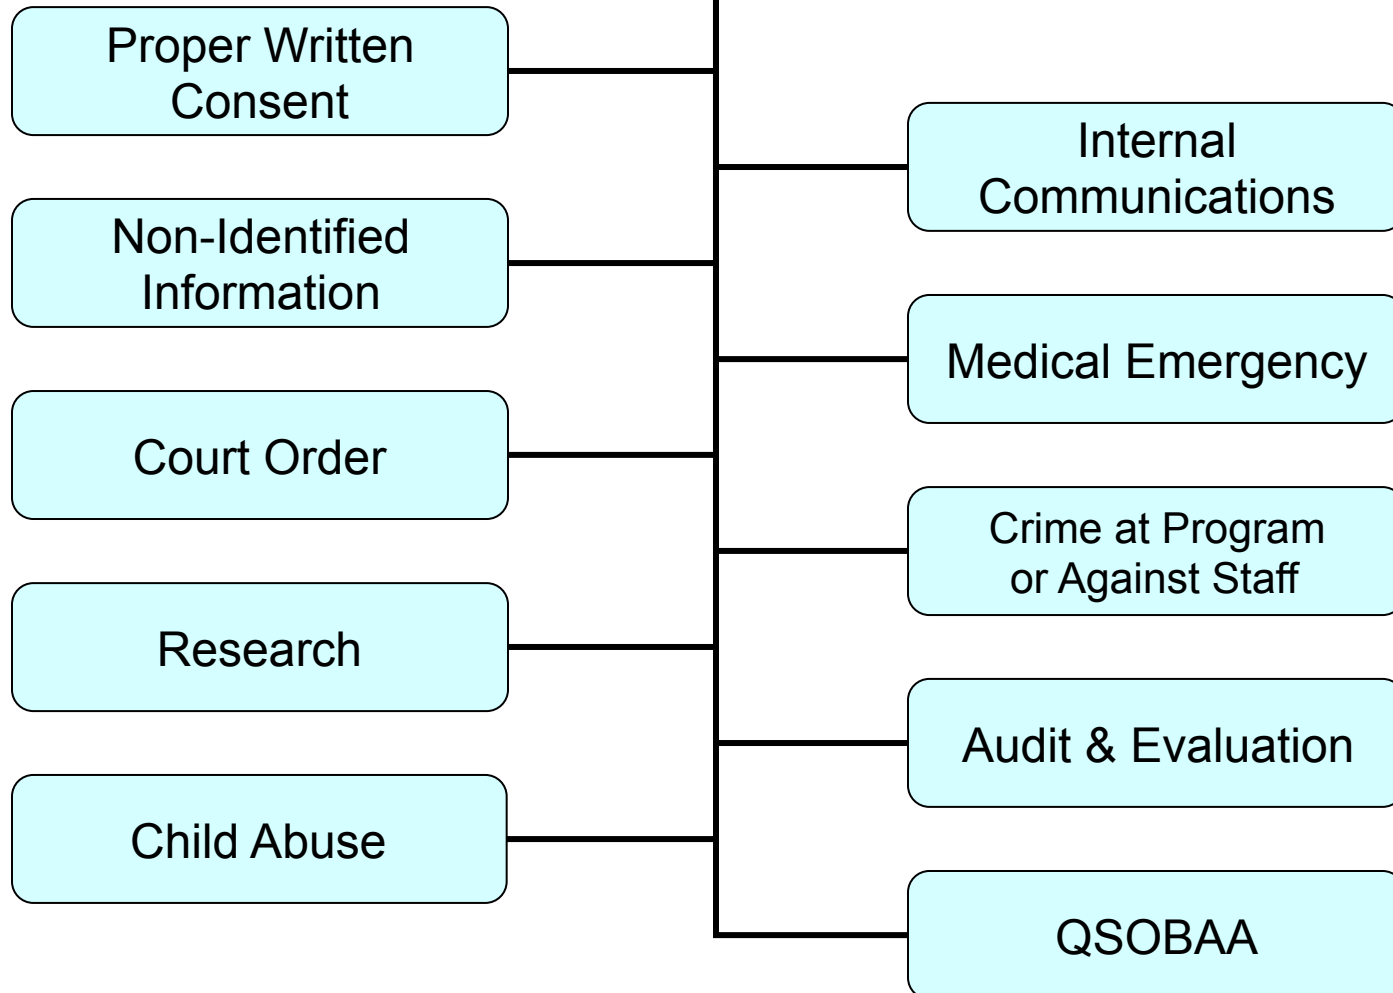 Proper Written
Consent
Internal
Communications
Non-Identified
Information
Medical Emergency
Court Order
Crime at Program
or Against Staff
Research
Audit & Evaluation
Child Abuse
QSOBAA